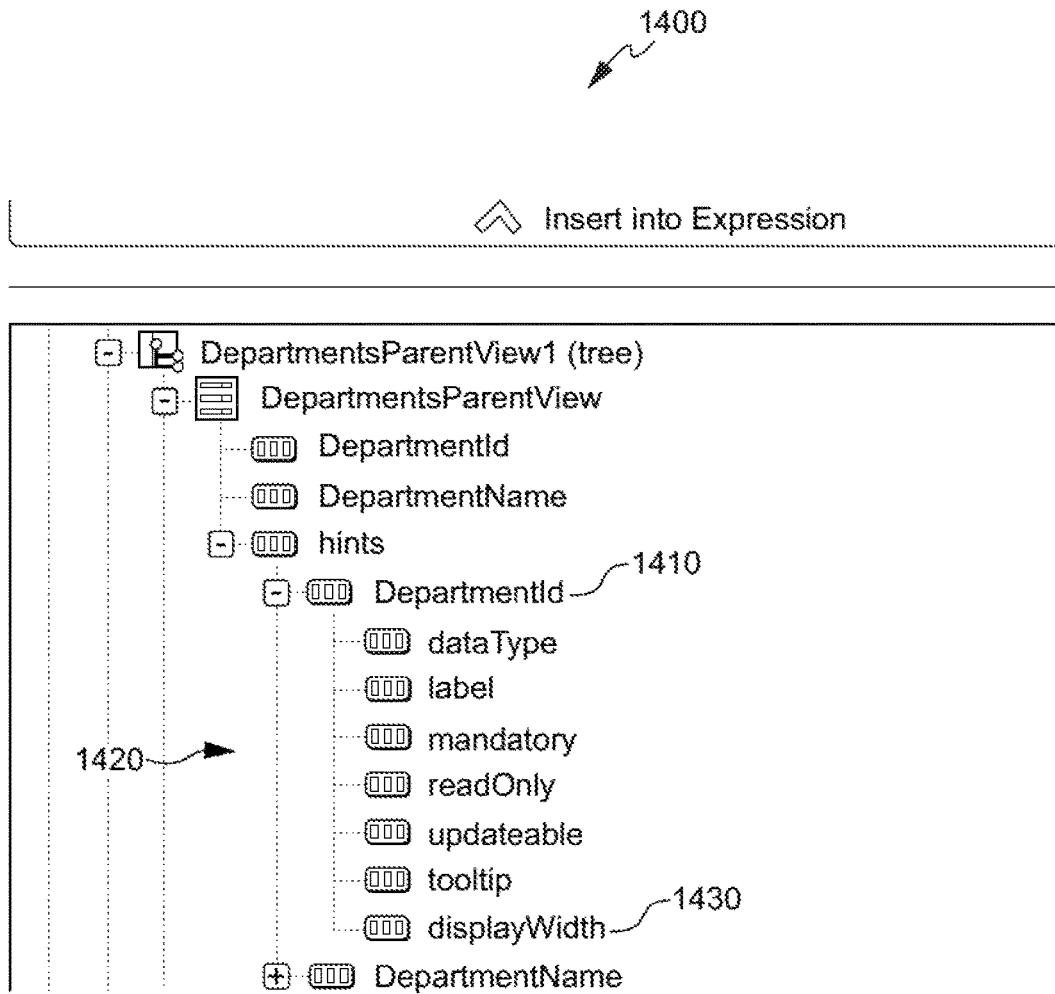 1400
Insert into Expression
DepartmentsParentView1 (tree)
DepartmentsParentView
DepartmentId
DepartmentName
hints
DepartmentId 1410
dataType
label
mandatory
1420
readOnly
updateable
tooltip
displayWidth 1430
DepartmentName